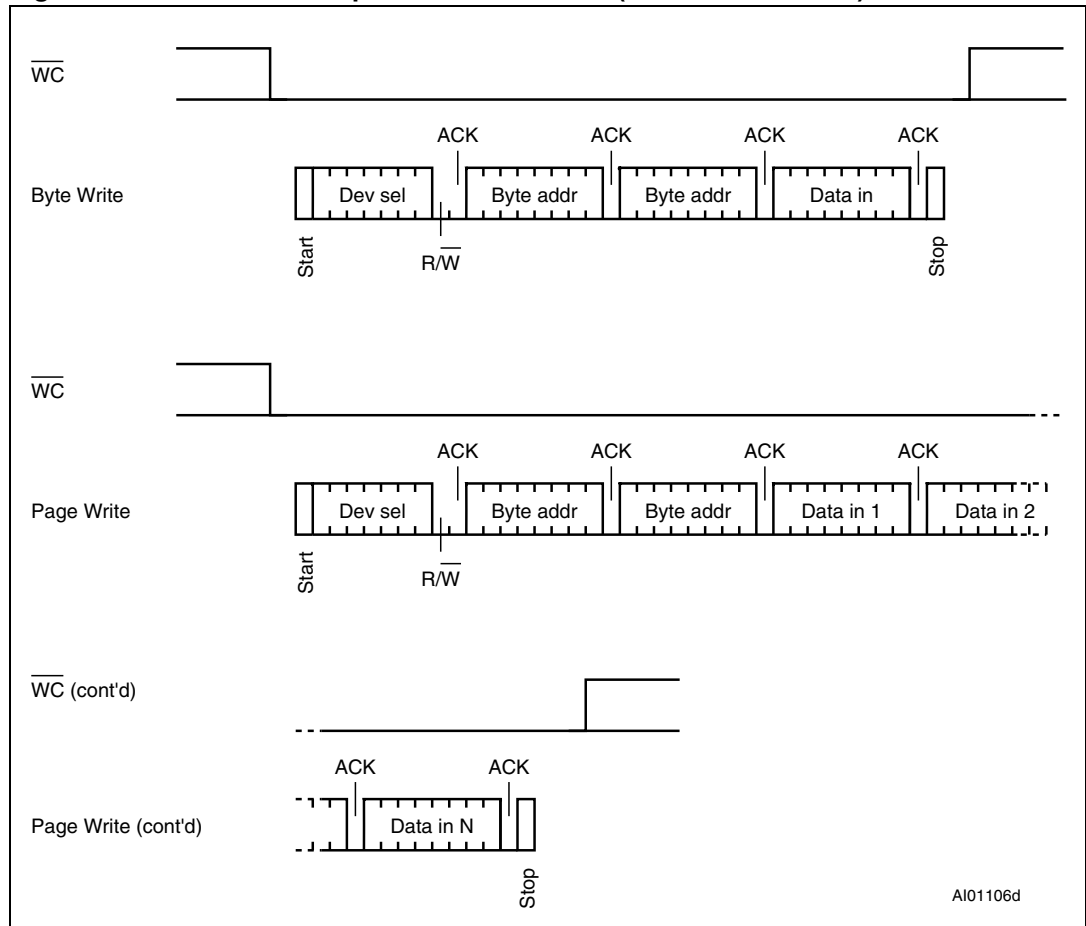 WC
ACK ACK ACK ACK
Byte Write Dev sel Byte addr Byte addr Data in
Start R/W Stop
WC
ACK ACK ACK ACK
Page Write Dev sel Byte addr Byte addr Data in 1 Data in 2
Start R/W
WC (cont'd)
ACK ACK
Page Write (cont'd) Data in N
Stop
AI01106d